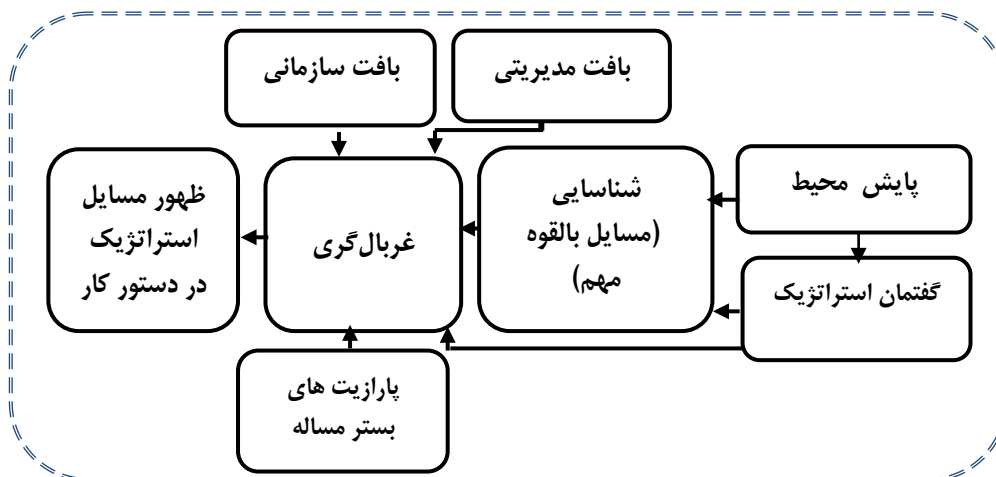 بافت مدیریتی
بافت سازمانی
پایش محیط
گفتمان استراتژیک
شناسایی
(مسایل بالقوه
مهم)
غربال‌گری
ظهور مسایل
استراتژیک
در دستور کار
پارازیت های
بستر مساله